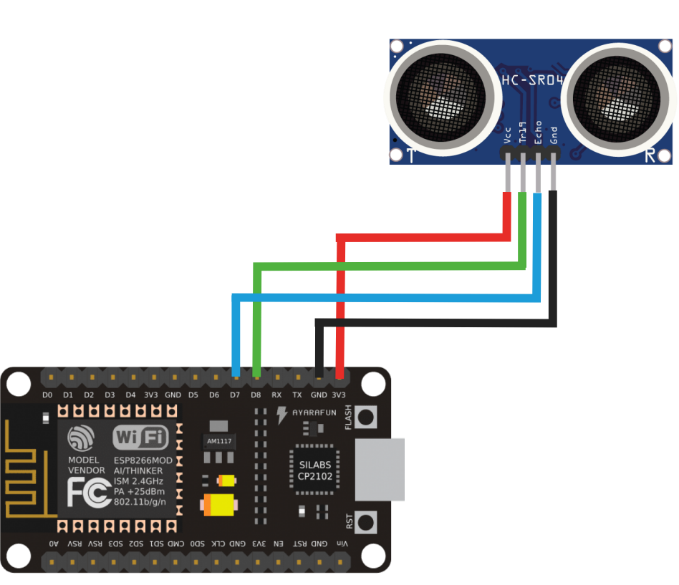 HC-SR04
Vcc
Trig
Echo
Gnd
T
R
D0 D1 D2 D3 D4 3V3 GND D5 D6 D7 D8 RX TX GND 3V3
AYARAFUN
FLASH
Wi Fi
MODEL
VENDOR
ESP8266MOD
AI/THINKER
ISM 2.4GHz
PA +25dBm
802.11b/g/n
FC
AM1117
SILABS
CP2102
RST
A0 RSV RSV SD3 SD2 SD1 CMD SD0 CLK GND 3V3 EN RST GND Vin